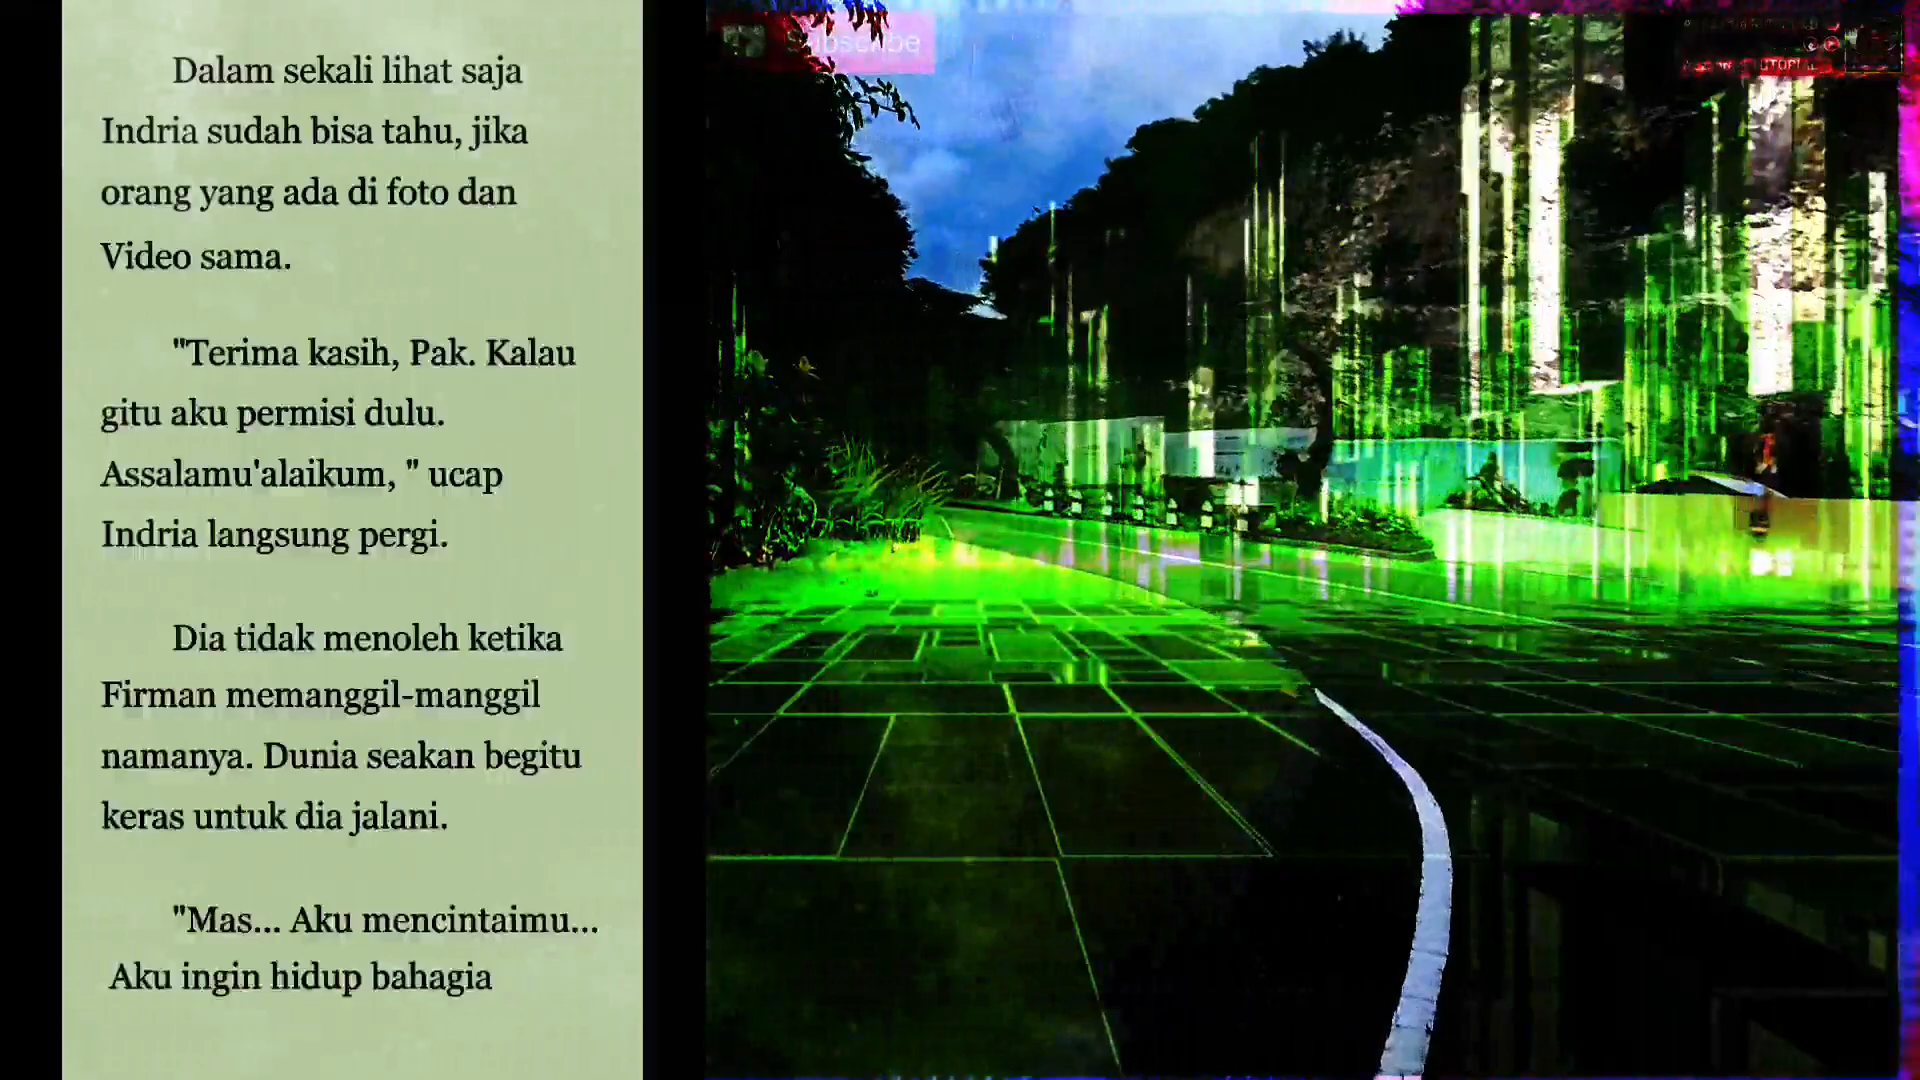 Dalam sekali lihat saja
Indria sudah bisa tahu, jika
orang yang ada di foto dan
Video sama.
"Terima kasih, Pak. Kalau
gitu aku permisi dulu.
Assalamu'alaikum, " ucap
Indria langsung pergi.
Dia tidak menoleh ketika
Firman memanggil-manggil
namanya. Dunia seakan begitu
keras untuk dia jalani.
"Mas... Aku mencintaimu...
Aku ingin hidup bahagia
Subscribe